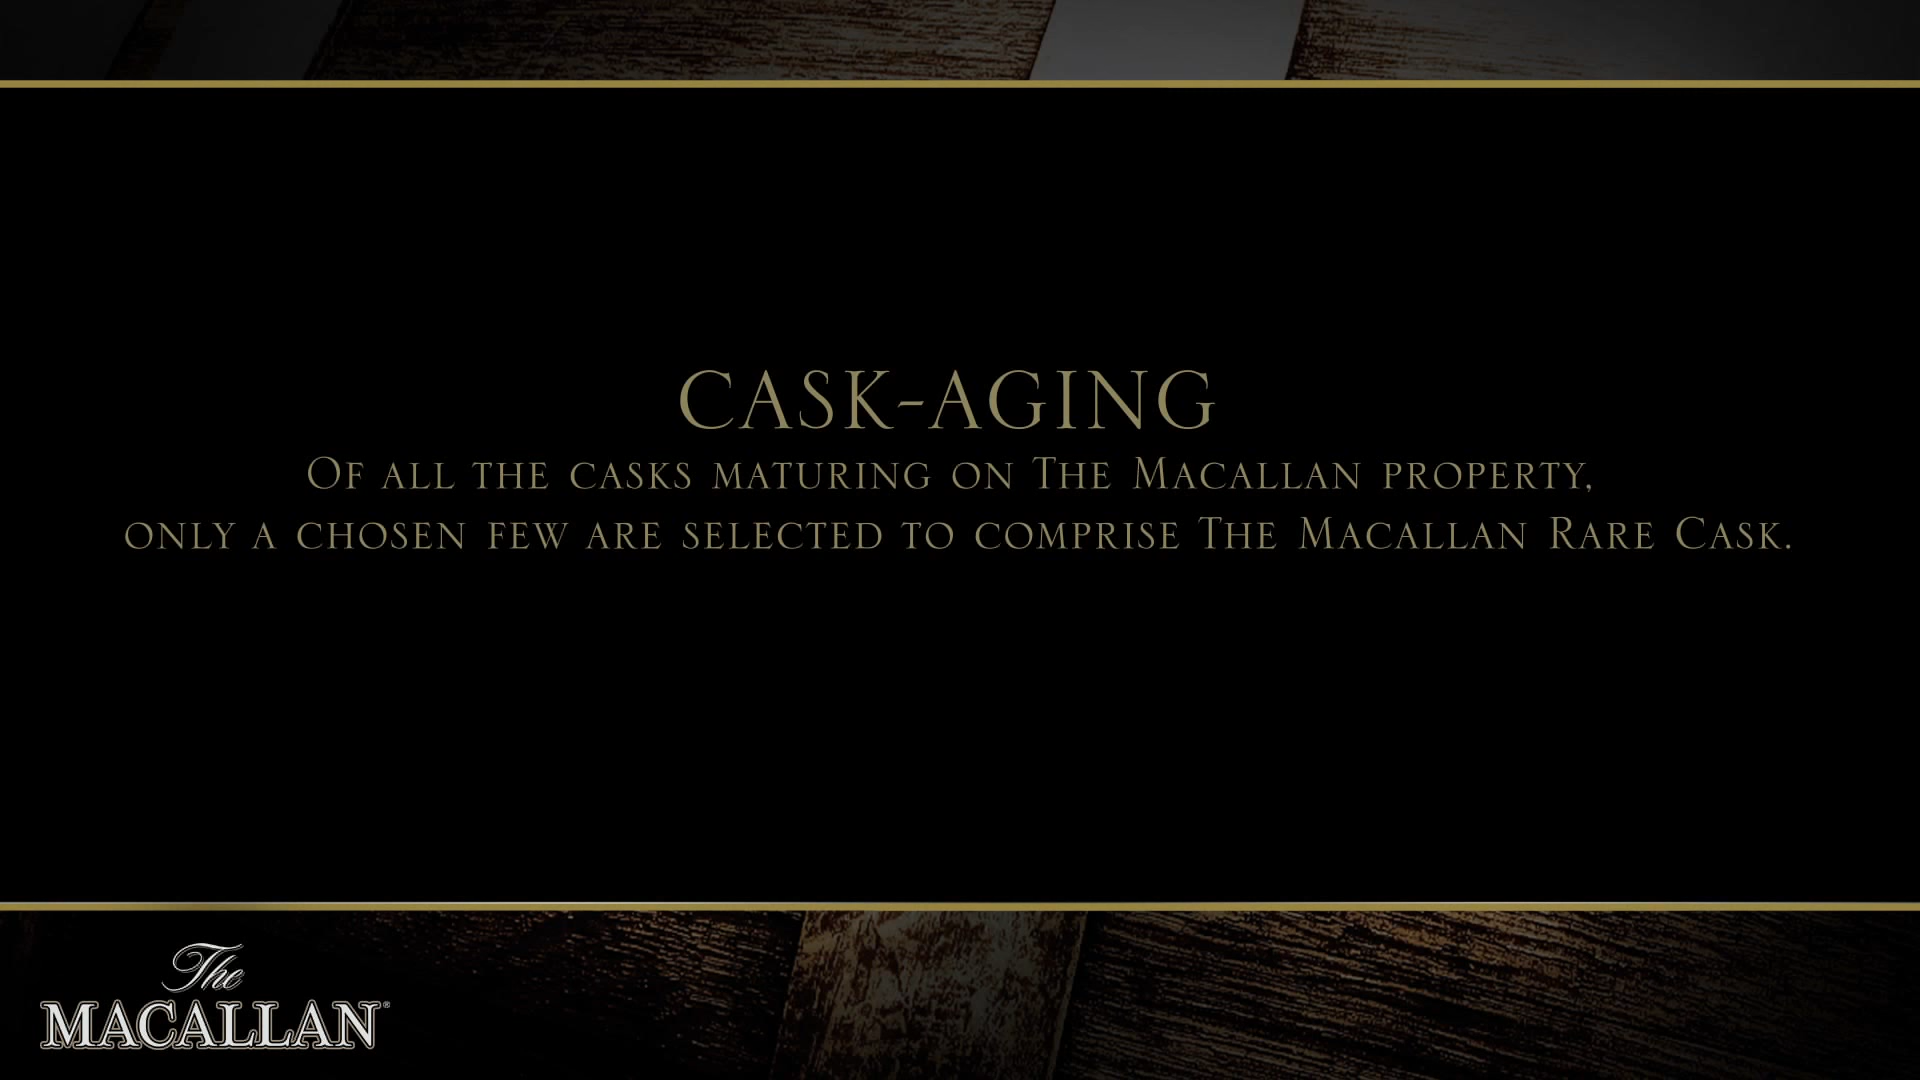 CASK-AGING
Of all the casks maturing on The Macallan property,
only a chosen few are selected to comprise The Macallan Rare Cask.
The
MACALLAN®